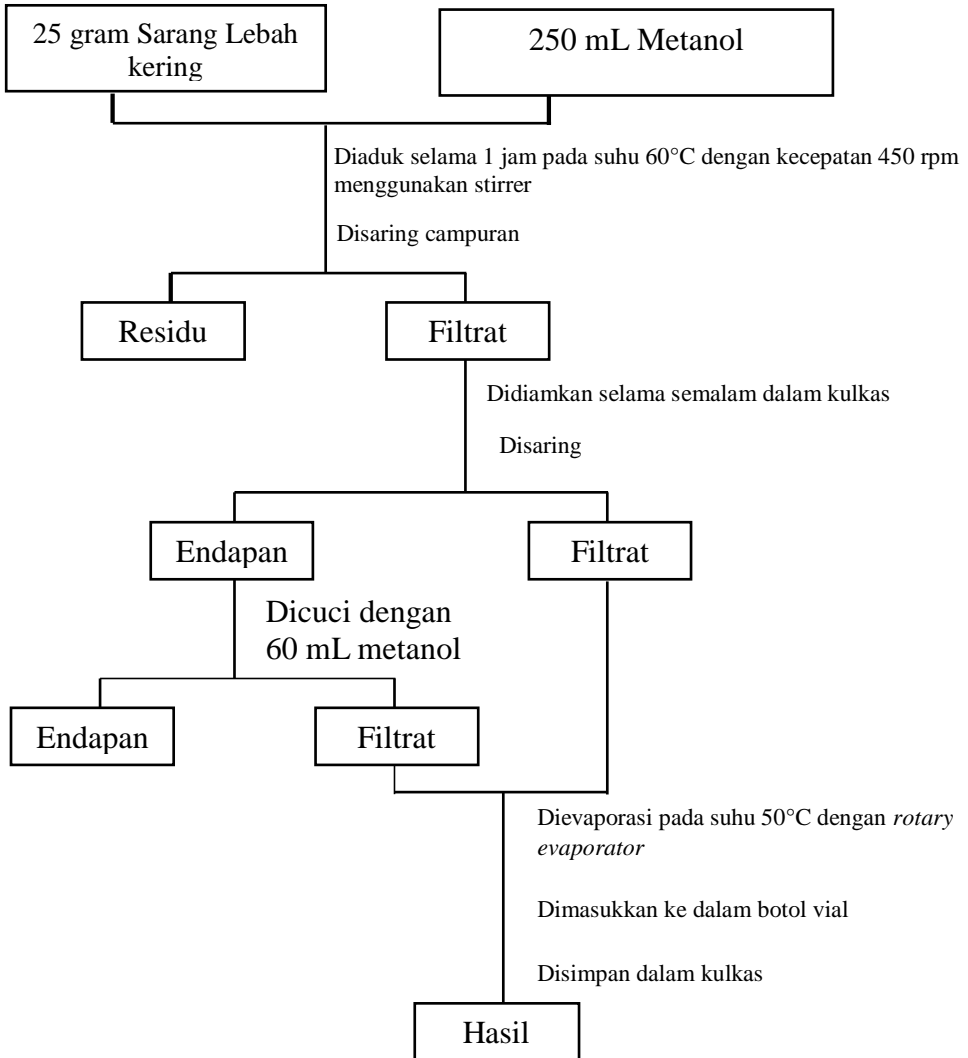 25 gram Sarang Lebah
kering
250 mL Metanol
Diaduk selama 1 jam pada suhu 60°C dengan kecepatan 450 rpm
menggunakan stirrer
Disaring campuran
Residu
Filtrat
Didiamkan selama semalam dalam kulkas
Disaring
Endapan
Filtrat
Dicuci dengan
60 mL metanol
Endapan
Filtrat
Dievaporasi pada suhu 50°C dengan rotary
evaporator
Dimasukkan ke dalam botol vial
Disimpan dalam kulkas
Hasil